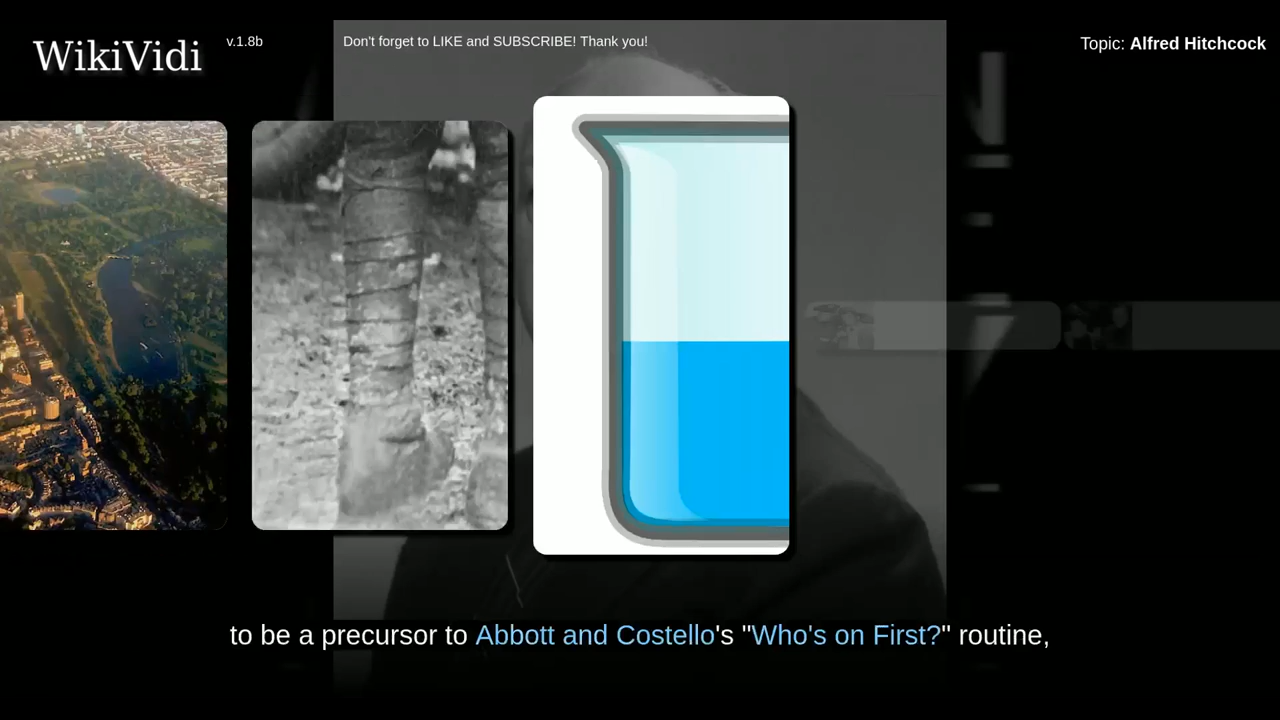 WikiVidi
v.1.8b
Don't forget to LIKE and SUBSCRIBE! Thank you!
Topic: Alfred Hitchcock
to be a precursor to Abbott and Costello's "Who's on First?" routine,